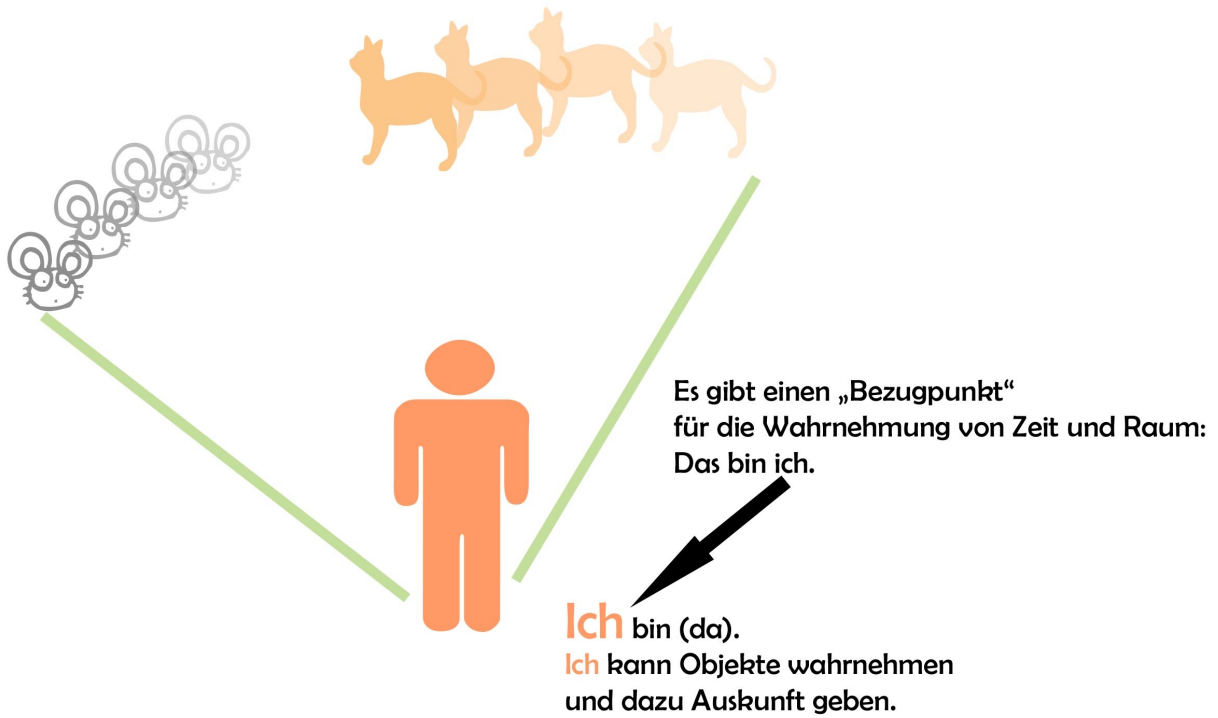 Es gibt einen „Bezugpunkt“
für die Wahrnehmung von Zeit und Raum:
Das bin ich.
Ich bin (da).
Ich kann Objekte wahrnehmen
und dazu Auskunft geben.